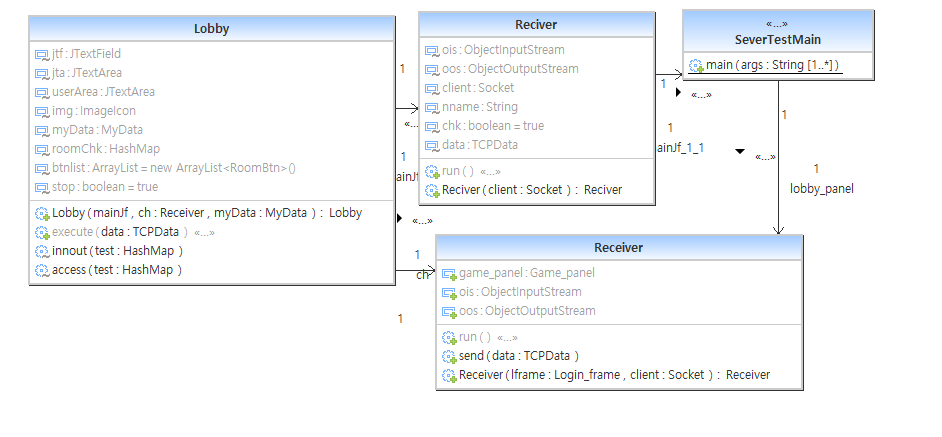 Lobby
jtf : JTextField
jta : JTextArea
userArea : JTextArea
img : ImageIcon
myData : MyData
roomChk : HashMap
btnlist : ArrayList = new ArrayList<RoomBtn>()
stop : boolean = true
Lobby ( mainJf , ch : Receiver , myData : MyData ) : Lobby
execute ( data : TCPData ) «...»
innout ( test : HashMap )
access ( test : HashMap )
1
«...
1
ainJf
«...»
1
ch
1
Reciver
ois : ObjectInputStream
oos : ObjectOutputStream
client : Socket
nname : String
chk : boolean = true
data : TCPData
run ( ) «...»
Reciver ( client : Socket ) : Reciver
1
«...»
1
ainJf_1_1
«...»
«...»
SeverTestMain
main ( args : String [1..*] )
1
1
lobby_panel
Receiver
game_panel : Game_panel
ois : ObjectInputStream
oos : ObjectOutputStream
run ( ) «...»
send ( data : TCPData )
Receiver ( lframe : Login_frame , client : Socket ) : Receiver